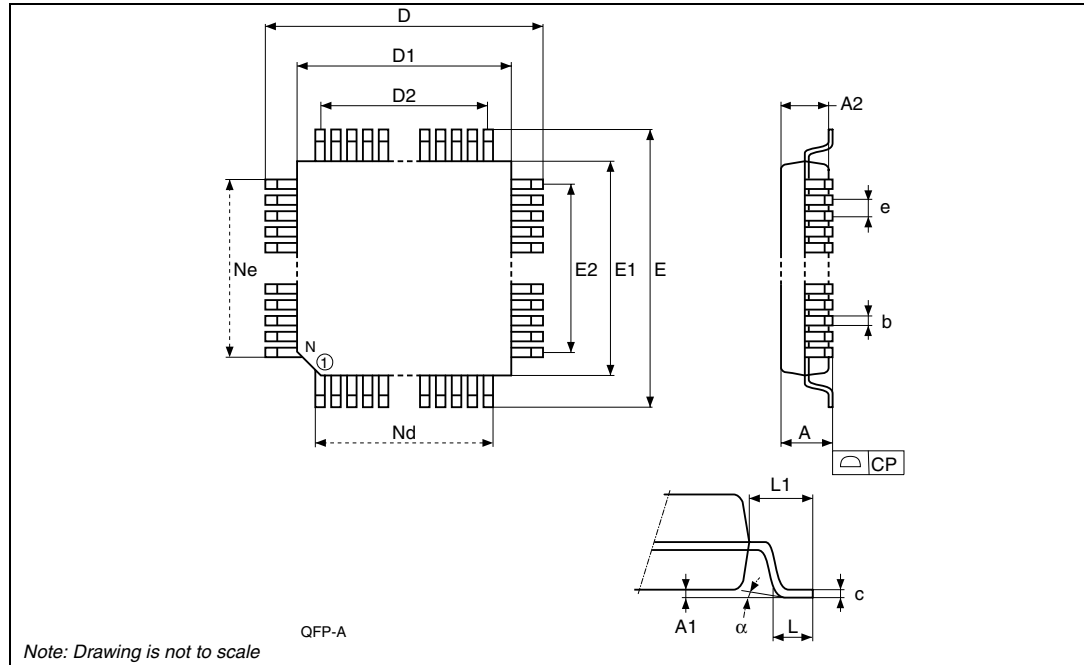 D
D1
D2
A2
e
Ne
E2
E1
E
b
N
1
Nd
A
CP
L1
c
A1
α
L
QFP-A
Note: Drawing is not to scale